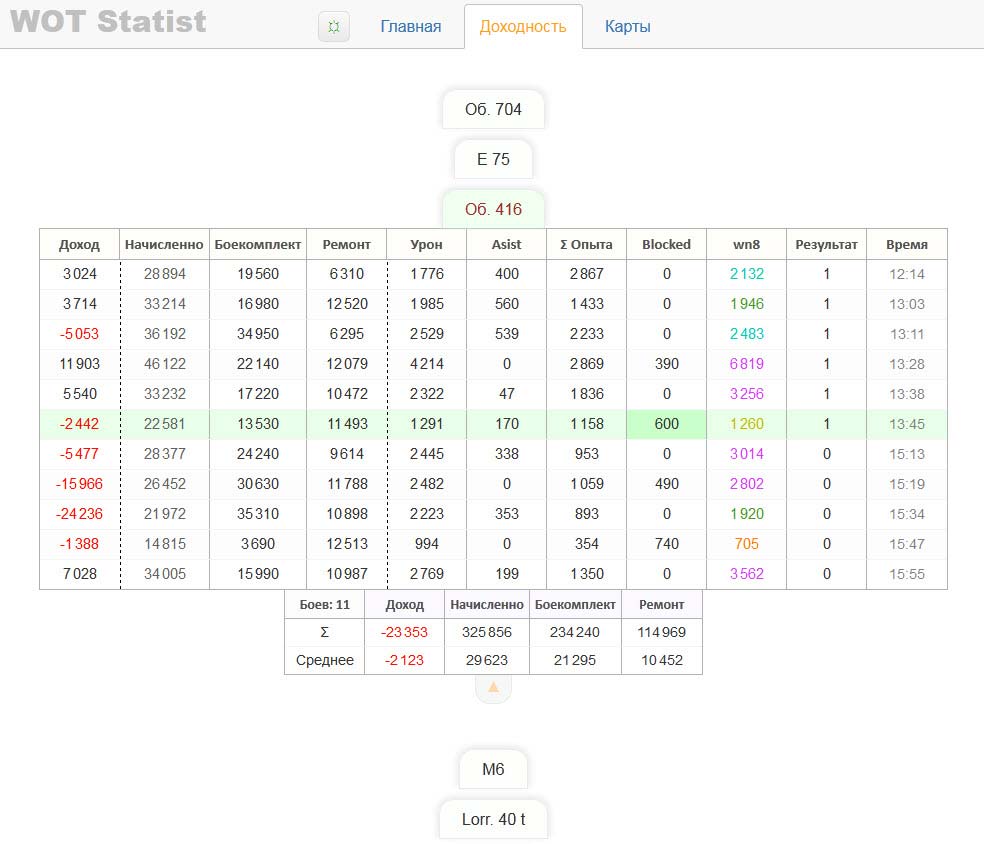 WOT Statist
Главная Доходность Карты
Об. 704
E 75
Об. 416
Доход Начисленно Боекомплект Ремонт Урон Asist Σ Опыта Blocked wn8 Результат Время
3 024 28 894 19 560 6 310 1 776 400 2 867 0 2 132 1 12:14
3 714 33 214 16 980 12 520 1 985 560 1 433 0 1 946 1 13:03
-5 053 36 192 34 950 6 295 2 529 539 2 233 0 2 483 1 13:11
11 903 46 122 22 140 12 079 4 214 0 2 869 390 6 819 1 13:28
5 540 33 232 17 220 10 472 2 322 47 1 836 0 3 256 1 13:38
-2 442 22 581 13 530 11 493 1 291 170 1 158 600 1 260 1 13:45
-5 477 28 377 24 240 9 614 2 445 338 953 0 3 014 0 15:13
-15 966 26 452 30 630 11 788 2 482 0 1 059 490 2 802 0 15:19
-24 236 21 972 35 310 10 898 2 223 353 893 0 1 920 0 15:34
-1 388 14 815 3 690 12 513 994 0 354 740 705 0 15:47
7 028 34 005 15 990 10 987 2 769 199 1 350 0 3 562 0 15:55
Боев: 11 Доход Начисленно Боекомплект Ремонт
Σ -23 353 325 856 234 240 114 969
Среднее -2 123 29 623 21 295 10 452
M6
Lorr. 40 t